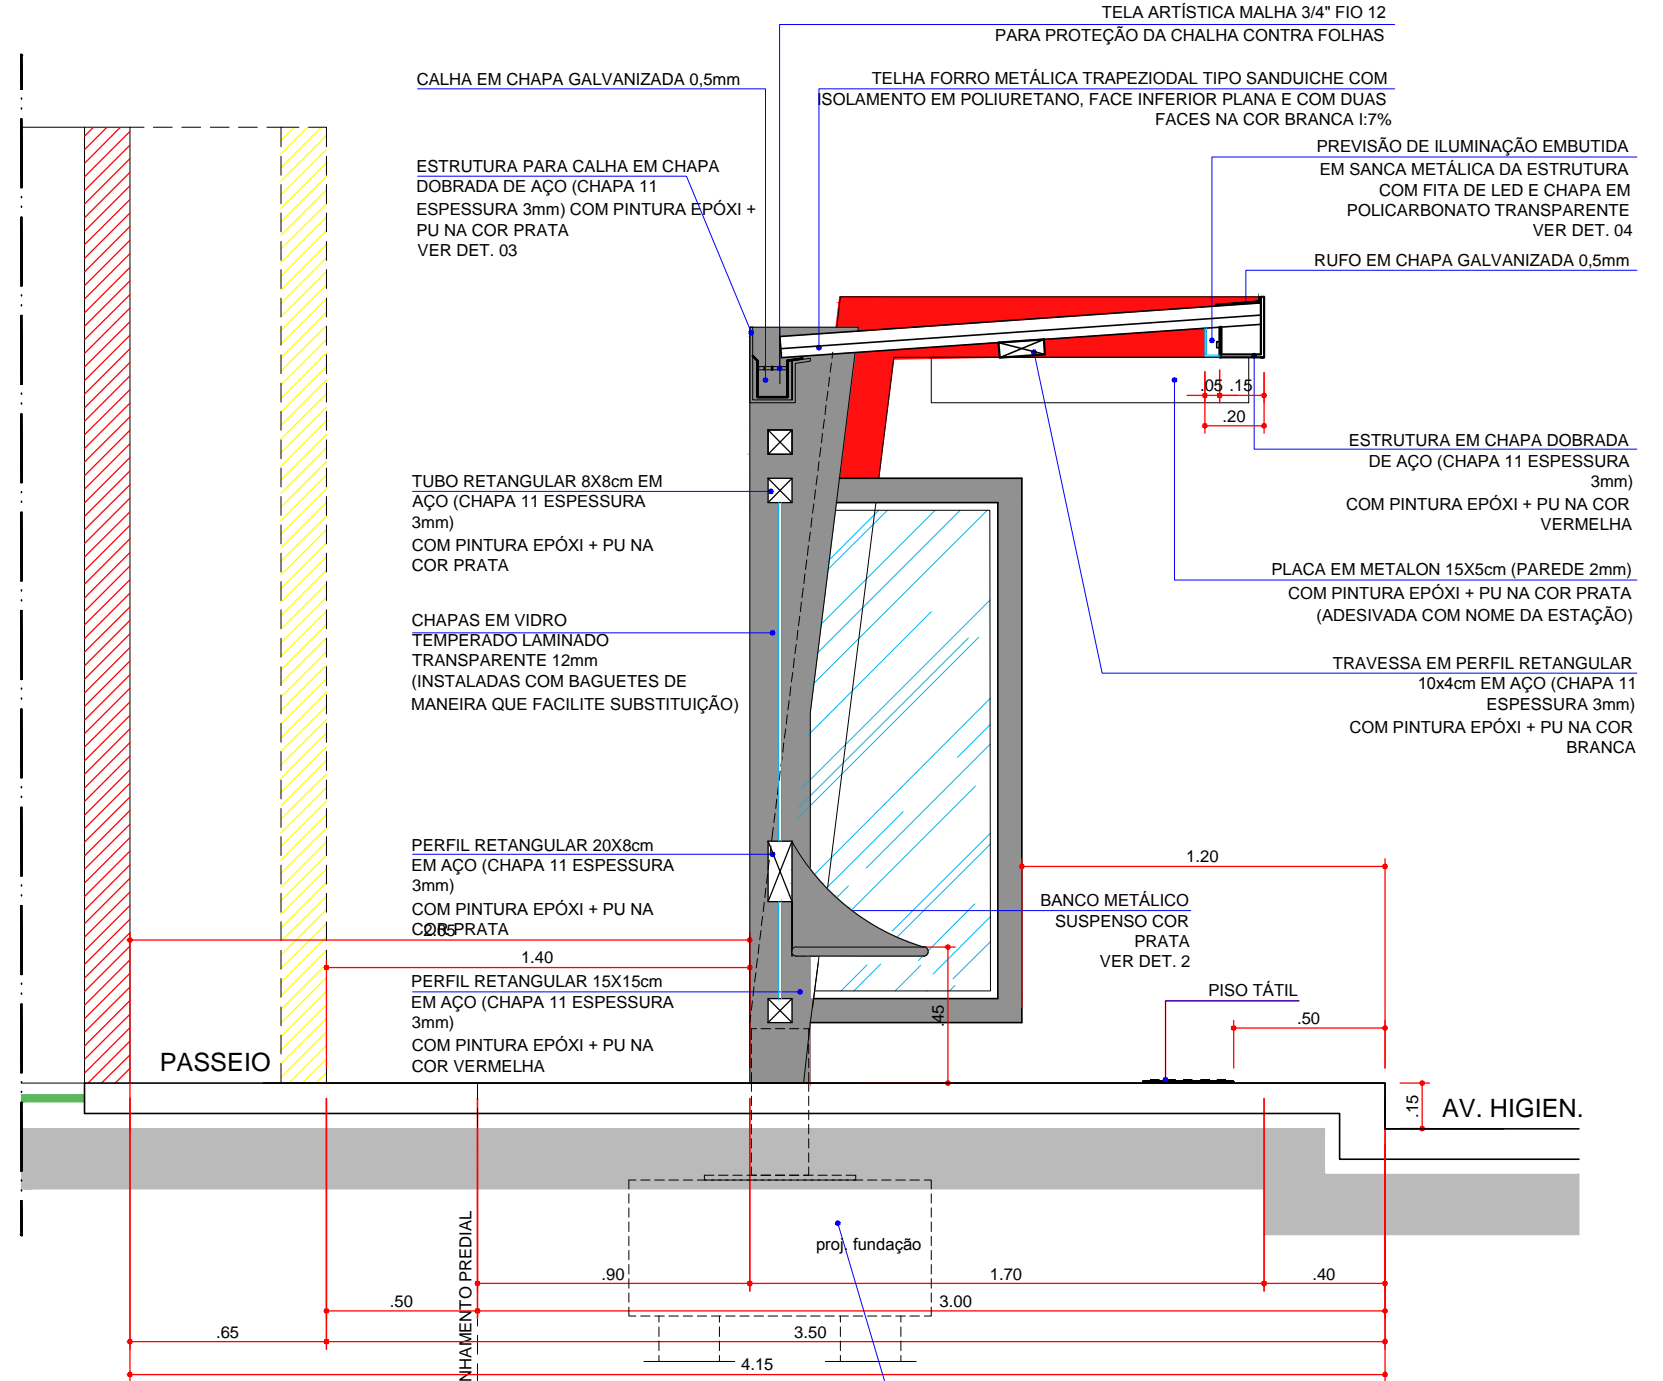 TELA ARTÍSTICA MALHA 3/4" FIO 12
PARA PROTEÇÃO DA CHALHA CONTRA FOLHAS
CALHA EM CHAPA GALVANIZADA 0,5mm
TELHA FORRO METÁLICA TRAPEZIODAL TIPO SANDUICHE COM
ISOLAMENTO EM POLIURETANO, FACE INFERIOR PLANA E COM DUAS
FACES NA COR BRANCA I:7%
PREVISÃO DE ILUMINAÇÃO EMBUTIDA
EM SANCA METÁLICA DA ESTRUTURA
COM FITA DE LED E CHAPA EM
POLICARBONATO TRANSPARENTE
VER DET. 04
ESTRUTURA PARA CALHA EM CHAPA
DOBRADA DE AÇO (CHAPA 11
ESPESSURA 3mm) COM PINTURA EPÓXI +
PU NA COR PRATA
VER DET. 03
RUFO EM CHAPA GALVANIZADA 0,5mm
.05 .15
.20
ESTRUTURA EM CHAPA DOBRADA
DE AÇO (CHAPA 11 ESPESSURA
3mm)
COM PINTURA EPÓXI + PU NA COR
VERMELHA
TUBO RETANGULAR 8X8cm EM
AÇO (CHAPA 11 ESPESSURA
3mm)
COM PINTURA EPÓXI + PU NA
COR PRATA
PLACA EM METALON 15X5cm (PAREDE 2mm)
COM PINTURA EPÓXI + PU NA COR PRATA
(ADESIVADA COM NOME DA ESTAÇÃO)
CHAPAS EM VIDRO
TEMPERADO LAMINADO
TRANSPARENTE 12mm
(INSTALADAS COM BAGUETES DE
MANEIRA QUE FACILITE SUBSTITUIÇÃO)
TRAVESSA EM PERFIL RETANGULAR
10x4cm EM AÇO (CHAPA 11
ESPESSURA 3mm)
COM PINTURA EPÓXI + PU NA COR
BRANCA
PERFIL RETANGULAR 20X8cm
EM AÇO (CHAPA 11 ESPESSURA
3mm)
COM PINTURA EPÓXI + PU NA
COR PRATA
2.05
1.20
BANCO METÁLICO
SUSPENSO COR
PRATA
VER DET. 2
1.40
PERFIL RETANGULAR 15X15cm
EM AÇO (CHAPA 11 ESPESSURA
3mm)
COM PINTURA EPÓXI + PU NA
COR VERMELHA
.45
PISO TÁTIL
.50
PASSEIO
.15
AV. HIGIEN.
proj. fundação
NHAMENTO PREDIAL
.90
1.70
.40
.50
3.00
.65
3.50
4.15